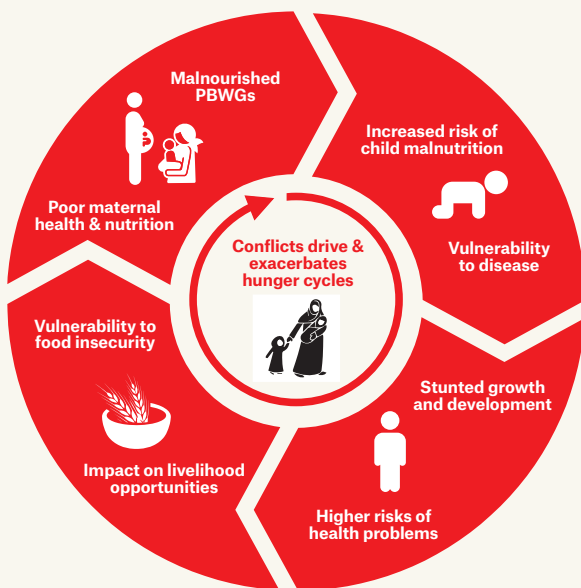 Malnourished
PBWGs
Poor maternal
health & nutrition
Increased risk of
child malnutrition
Vulnerability
to disease
Stunted growth
and development
Higher risks of
health problems
Vulnerability to
food insecurity
Impact on livelihood
opportunities
Conflicts drive &
exacerbates
hunger cycles